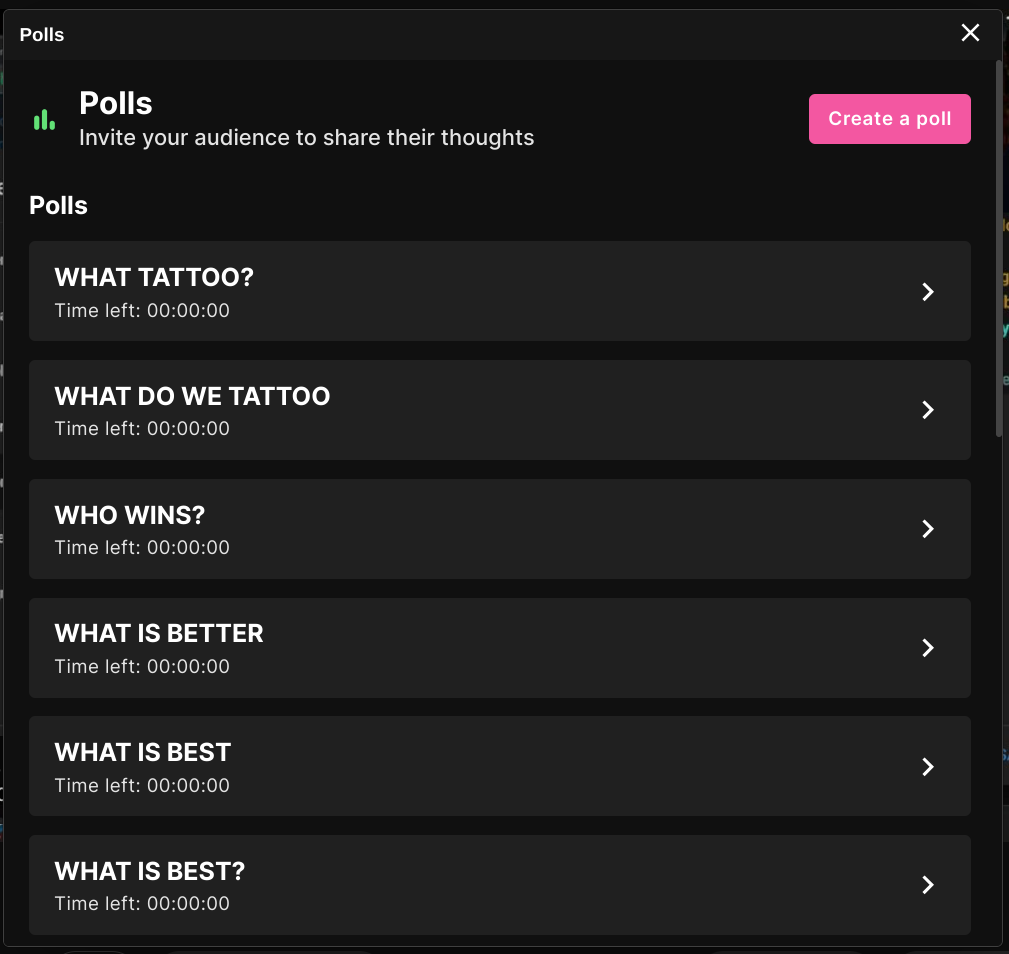 Polls
Polls
Invite your audience to share their thoughts
Create a poll
Polls
WHAT TATTOO?
Time left: 00:00:00
WHAT DO WE TATTOO
Time left: 00:00:00
WHO WINS?
Time left: 00:00:00
WHAT IS BETTER
Time left: 00:00:00
WHAT IS BEST
Time left: 00:00:00
WHAT IS BEST?
Time left: 00:00:00